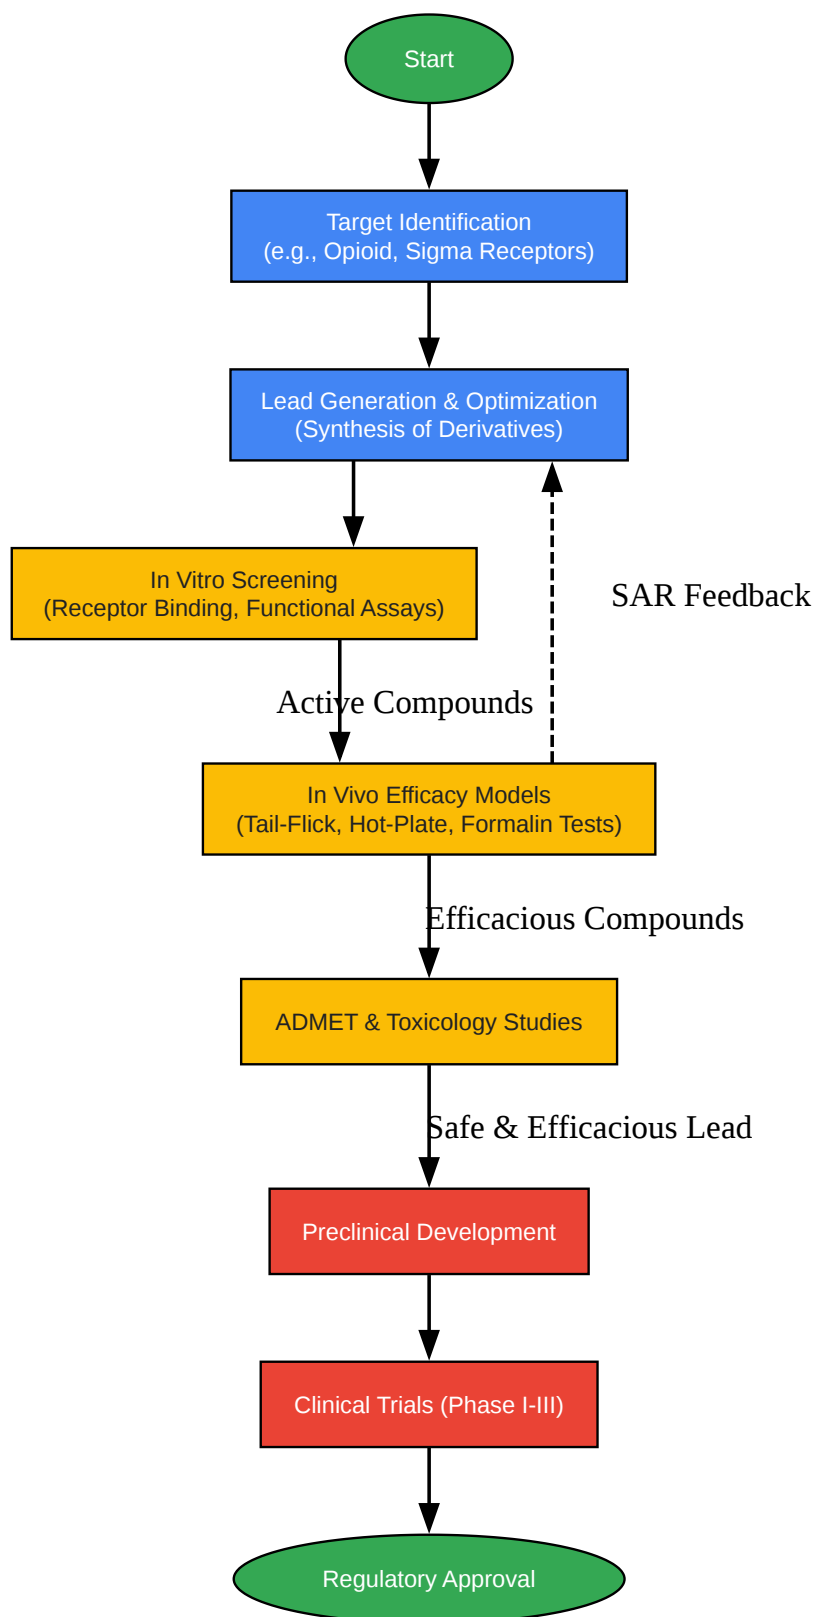 Start
Target Identification
(e.g., Opioid, Sigma Receptors)
Lead Generation & Optimization
(Synthesis of Derivatives)
In Vitro Screening
(Receptor Binding, Functional Assays)
SAR Feedback
Active Compounds
In Vivo Efficacy Models
(Tail-Flick, Hot-Plate, Formalin Tests)
Efficacious Compounds
ADMET & Toxicology Studies
Safe & Efficacious Lead
Preclinical Development
Clinical Trials (Phase I-III)
Regulatory Approval